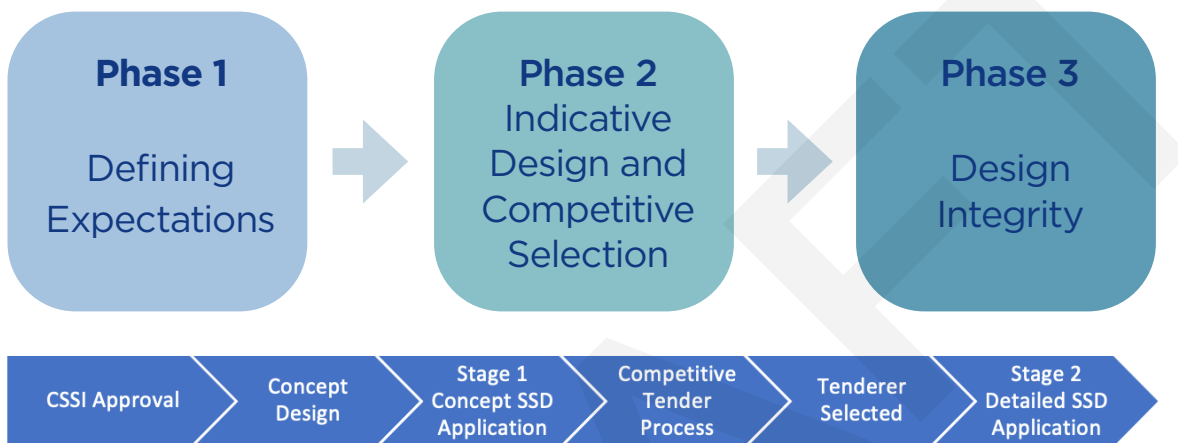 Phase 1
Defining
Expectations
Phase 2
Indicative
Design and
Competitive
Selection
Phase 3
Design
Integrity
CSSI Approval
Concept
Design
Stage 1
Concept SSD
Application
Competitive
Tender
Process
Tenderer
Selected
Stage 2
Detailed SSD
Application